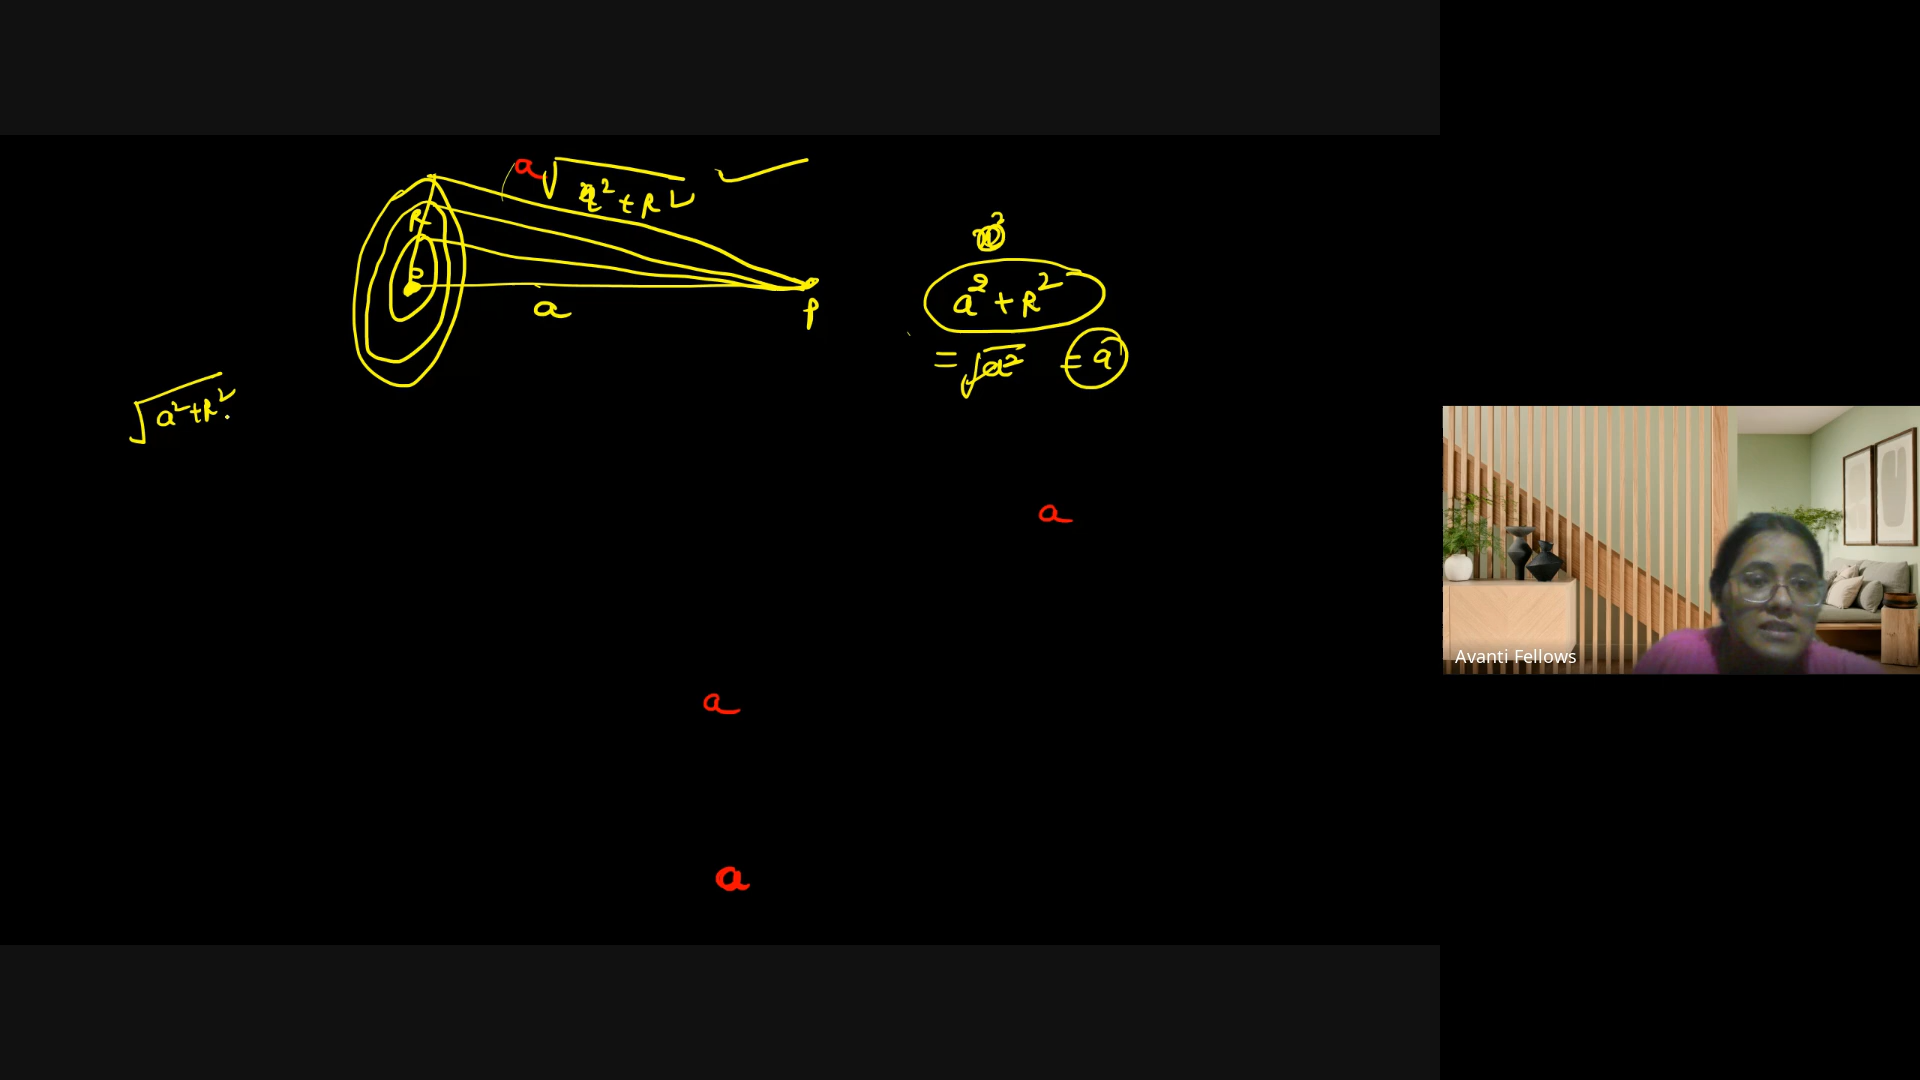 a √a²+R²
R
O
a
P
a²+R²
= √a² = a
√a²+R²
a
a
a
Avanti Fellows